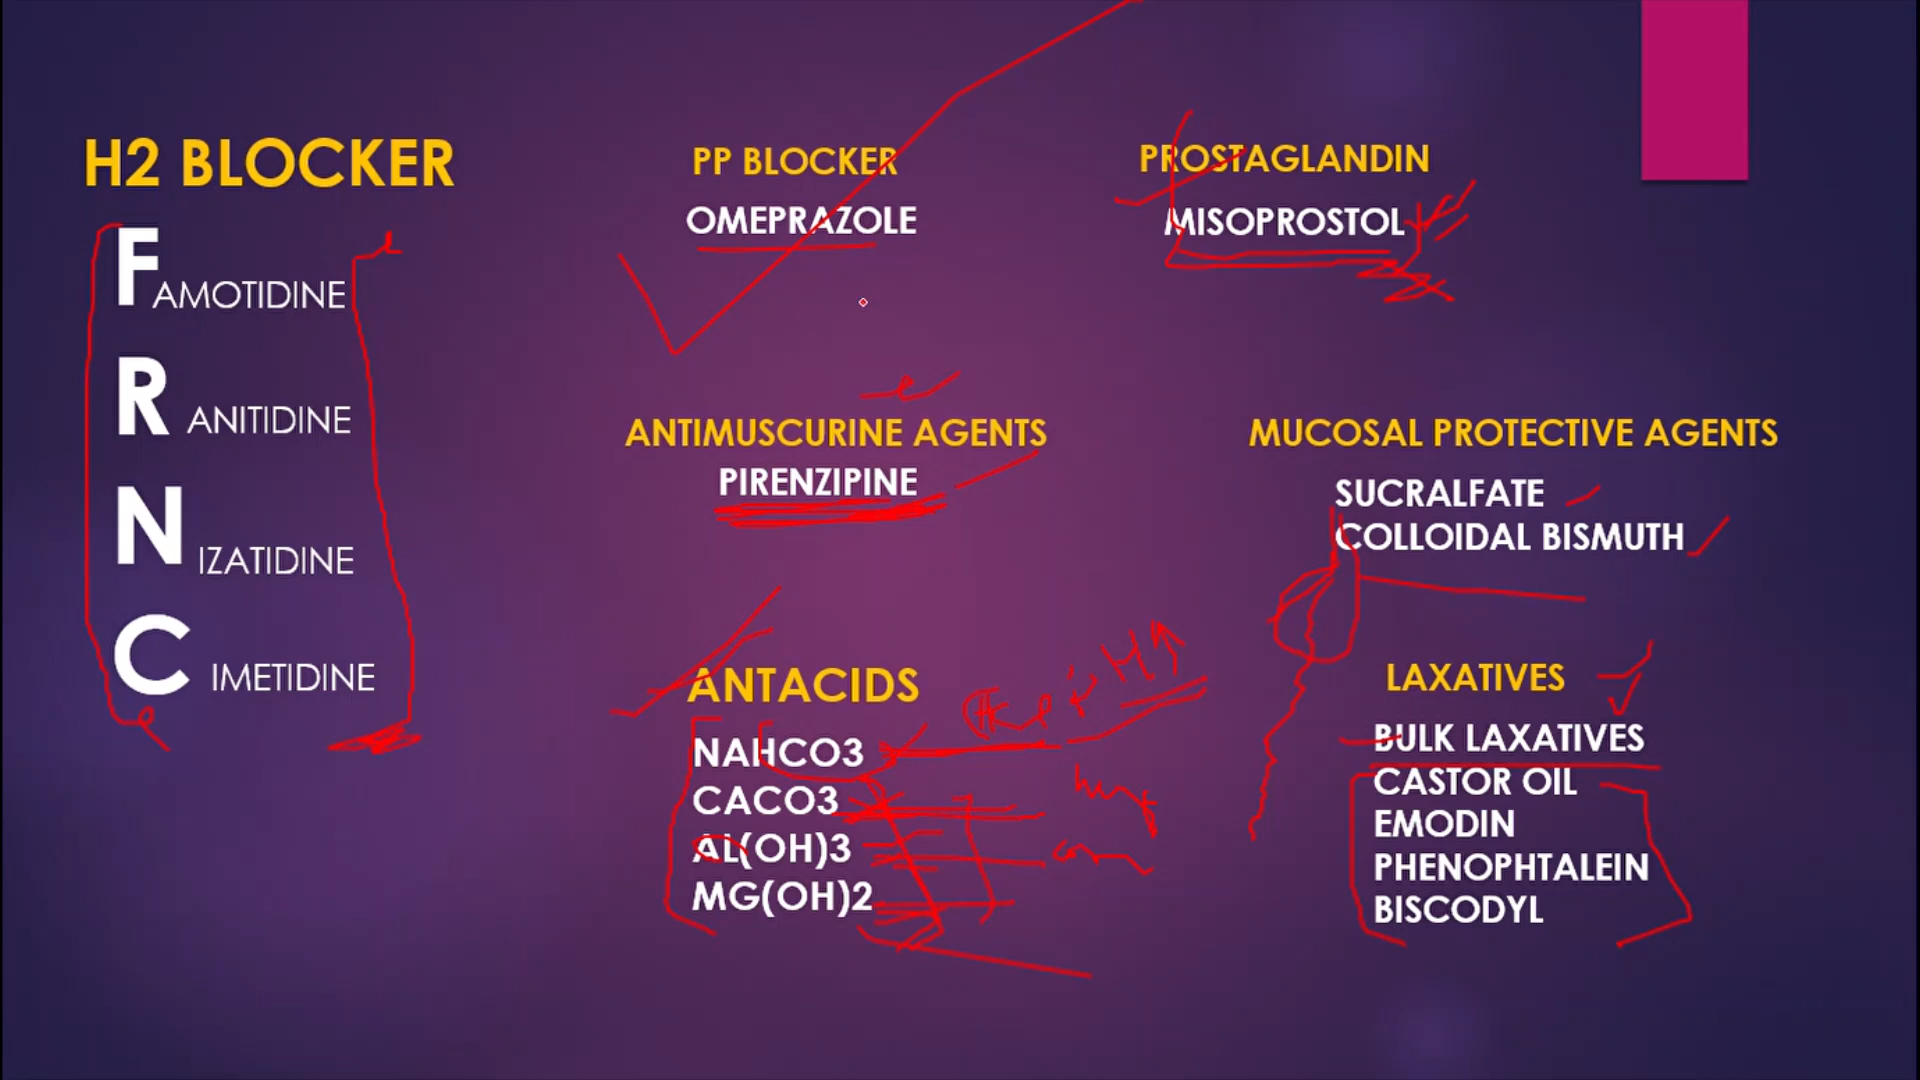 H2 BLOCKER
FAMOTIDINE
RANITIDINE
NIZATIDINE
CIMETIDINE
PP BLOCKER
OMEPRAZOLE
PROSTAGLANDIN
MISOPROSTOL
ANTIMUSCURINE AGENTS
PIRENZIPINE
MUCOSAL PROTECTIVE AGENTS
SUCRALFATE
COLLOIDAL BISMUTH
ANTACIDS
NAHCO3
CACO3
AL(OH)3
MG(OH)2
LAXATIVES
BULK LAXATIVES
CASTOR OIL
EMODIN
PHENOPHTALEIN
BISCODYL